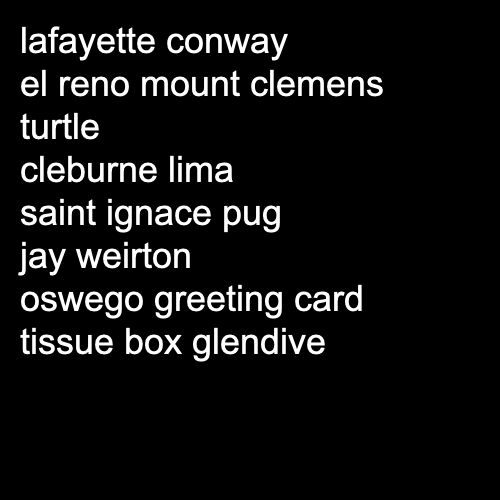 lafayette conway
el reno mount clemens
turtle
cleburne lima
saint ignace pug
jay weirton
oswego greeting card
tissue box glendive